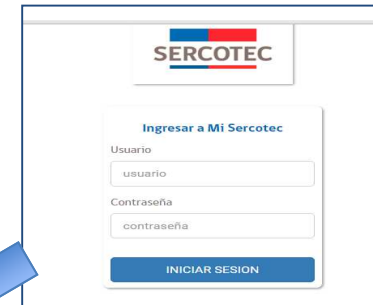 SERCOTEC
Ingresar a Mi Sercotec
Usuario
usuario
Contraseña
contraseña
INICIAR SESION